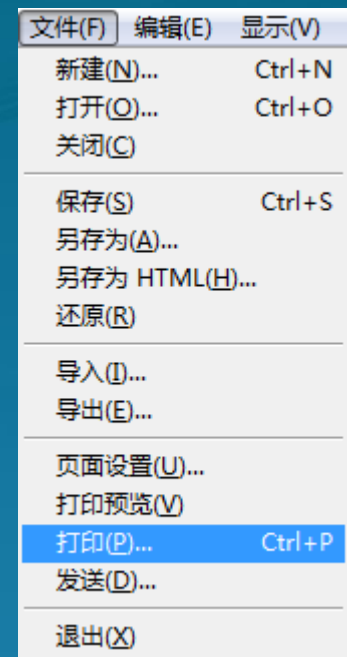 文件(F) 编辑(E) 显示(V)
新建(N)... Ctrl+N
打开(O)... Ctrl+O
关闭(C)
保存(S) Ctrl+S
另存为(A)...
另存为 HTML(H)...
还原(R)
导入(I)...
导出(E)...
页面设置(U)...
打印预览(V)
打印(P)... Ctrl+P
发送(D)...
退出(X)